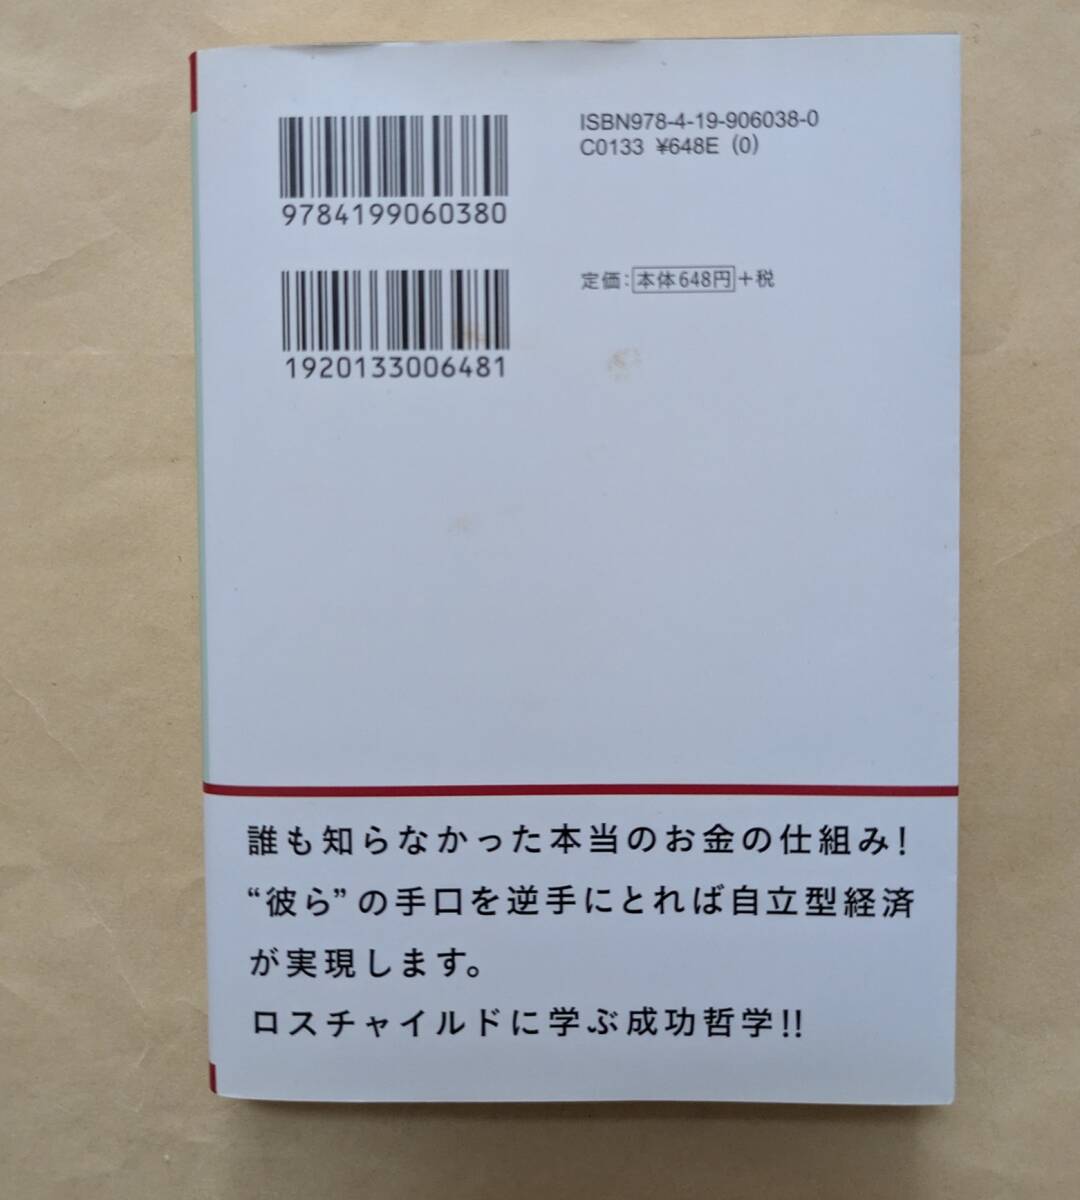 ISBN978-4-19-906038-0
C0133 ¥648E (0)
9784199060380
定価：本体648円＋税
1920133006481
誰も知らなかった本当のお金の仕組み！
“彼ら”の手口を逆手にとれば自立型経済
が実現します。
ロスチャイルドに学ぶ成功哲学!!